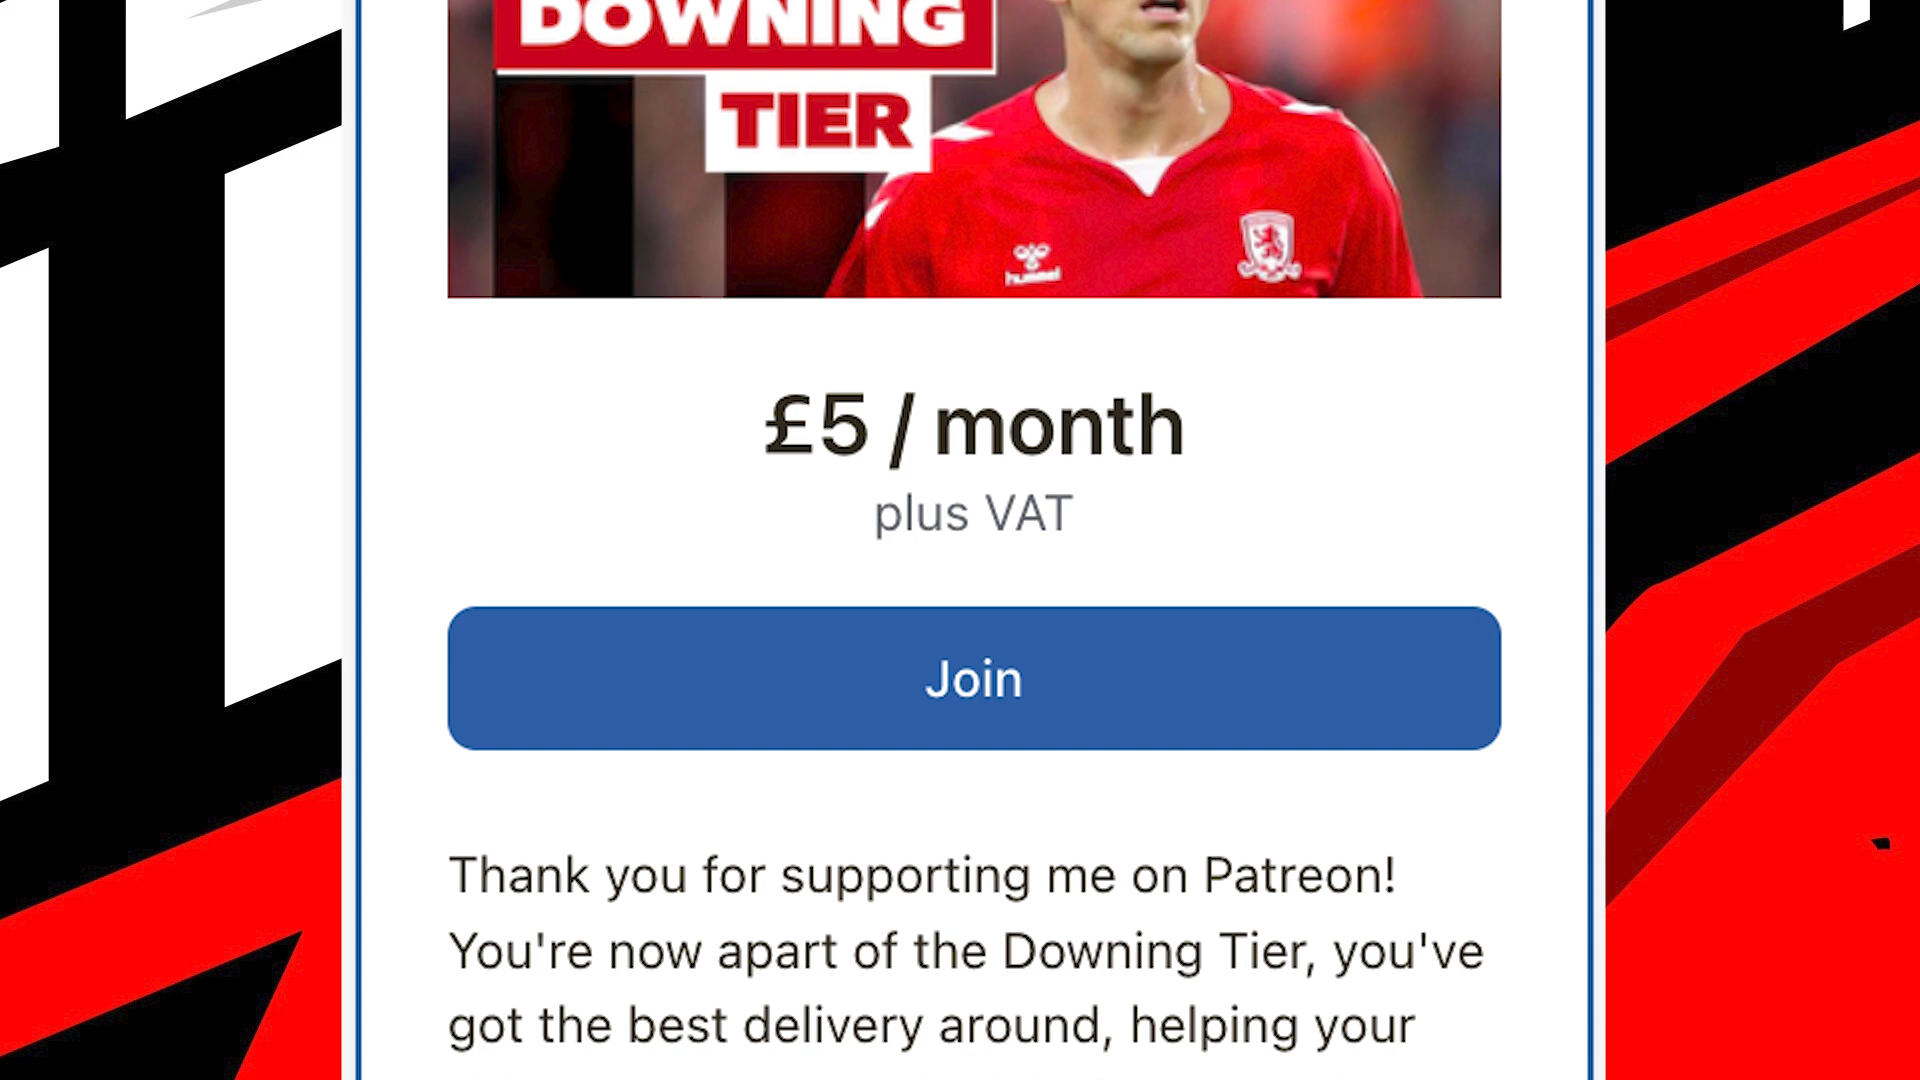 DOWNING
TIER
hummel
£5 / month
plus VAT
Join
Thank you for supporting me on Patreon!
You're now apart of the Downing Tier, you've
got the best delivery around, helping your